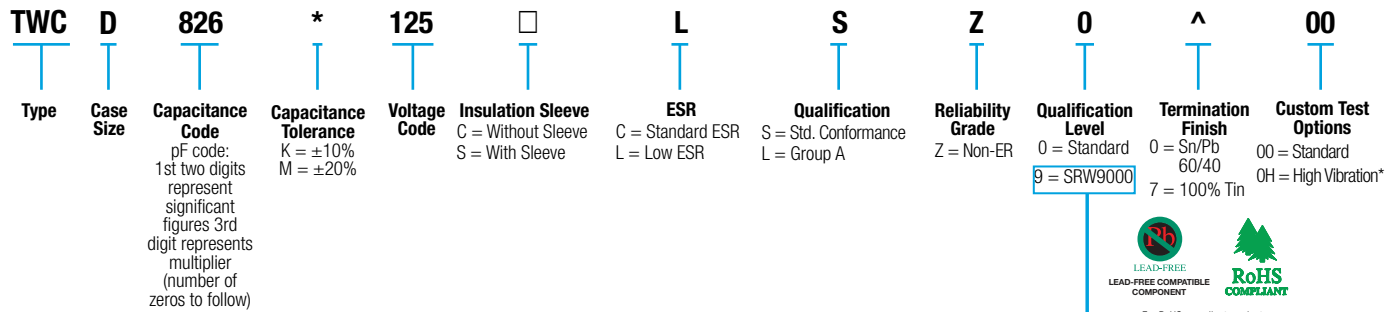 TWC D 826 * 125 □ L S Z 0 ^ 00
Type
Case
Size
Capacitance
Code
pF code:
1st two digits
represent
significant
figures 3rd
digit represents
multiplier
(number of
zeros to follow)
Capacitance
Tolerance
K = ±10%
M = ±20%
Voltage
Code
Insulation Sleeve
C = Without Sleeve
S = With Sleeve
ESR
C = Standard ESR
L = Low ESR
Qualification
S = Std. Conformance
L = Group A
Reliability
Grade
Z = Non-ER
Qualification
Level
0 = Standard
9 = SRW9000
Termination
Finish
0 = Sn/Pb
60/40
7 = 100% Tin
Custom Test
Options
00 = Standard
0H = High Vibration*
Pb
LEAD-FREE
LEAD-FREE COMPATIBLE
COMPONENT
RoHS
COMPLIANT